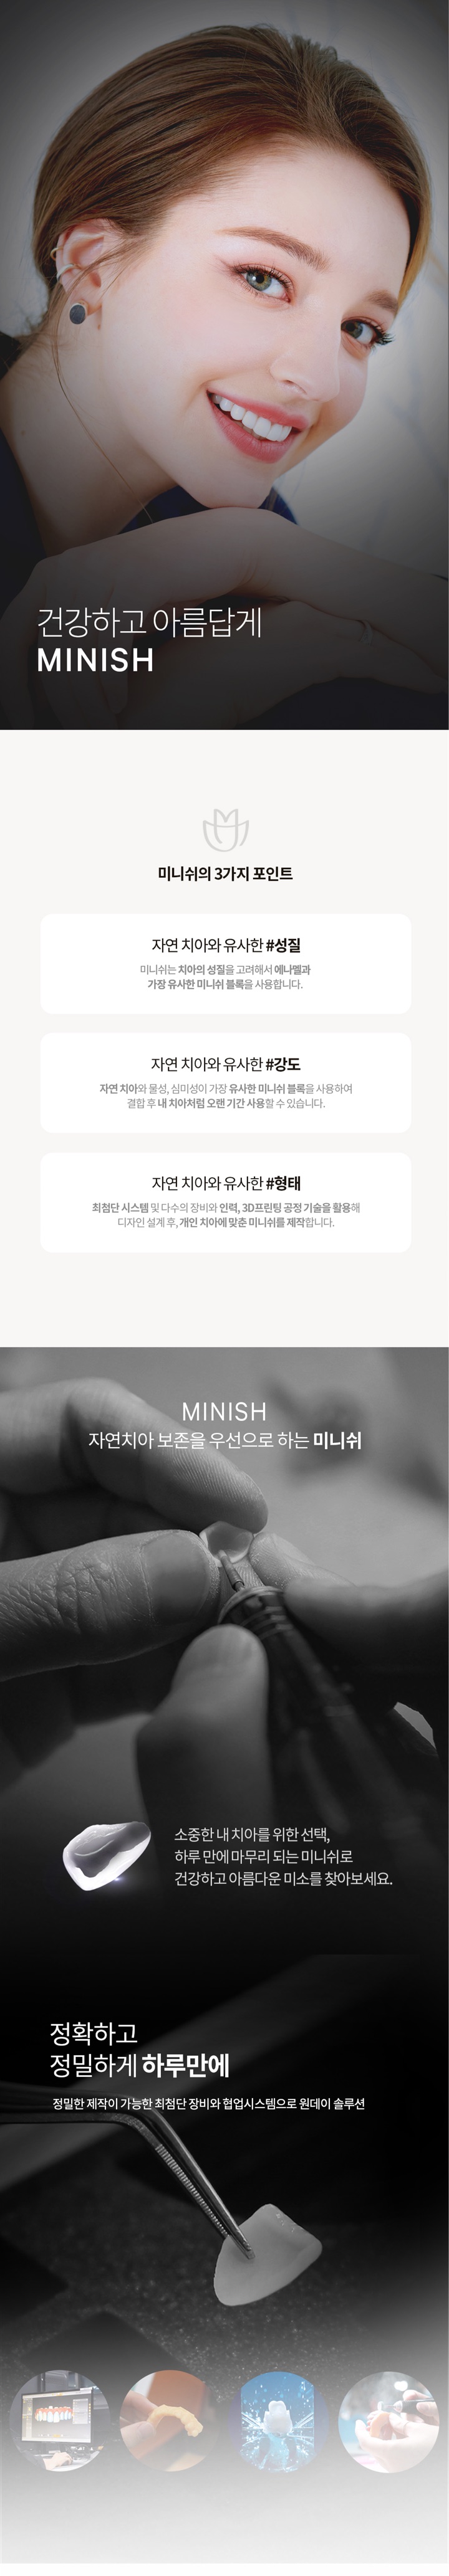 건강하고 아름답게
MINISH
미니쉬의 3가지 포인트
자연 치아와 유사한 #성질
미니쉬는 치아의 성질을 고려해서 에나멜과
가장 유사한 미니쉬 블록을 사용합니다.
자연 치아와 유사한 #강도
자연 치아와 물성, 심미성이 가장 유사한 미니쉬 블록을 사용하여
결합 후 내 치아처럼 오랜 기간 사용할 수 있습니다.
자연 치아와 유사한 #형태
최첨단 시스템 및 다수의 장비와 인력, 3D프린팅 공정 기술을 활용해
디자인 설계 후, 개인 치아에 맞춘 미니쉬를 제작합니다.
MINISH
자연치아 보존을 우선으로 하는 미니쉬
소중한 내 치아를 위한 선택,
하루 만에 마무리 되는 미니쉬로
건강하고 아름다운 미소를 찾아보세요.
정확하고
정밀하게 하루만에
정밀한 제작이 가능한 최첨단 장비와 협업시스템으로 원데이 솔루션